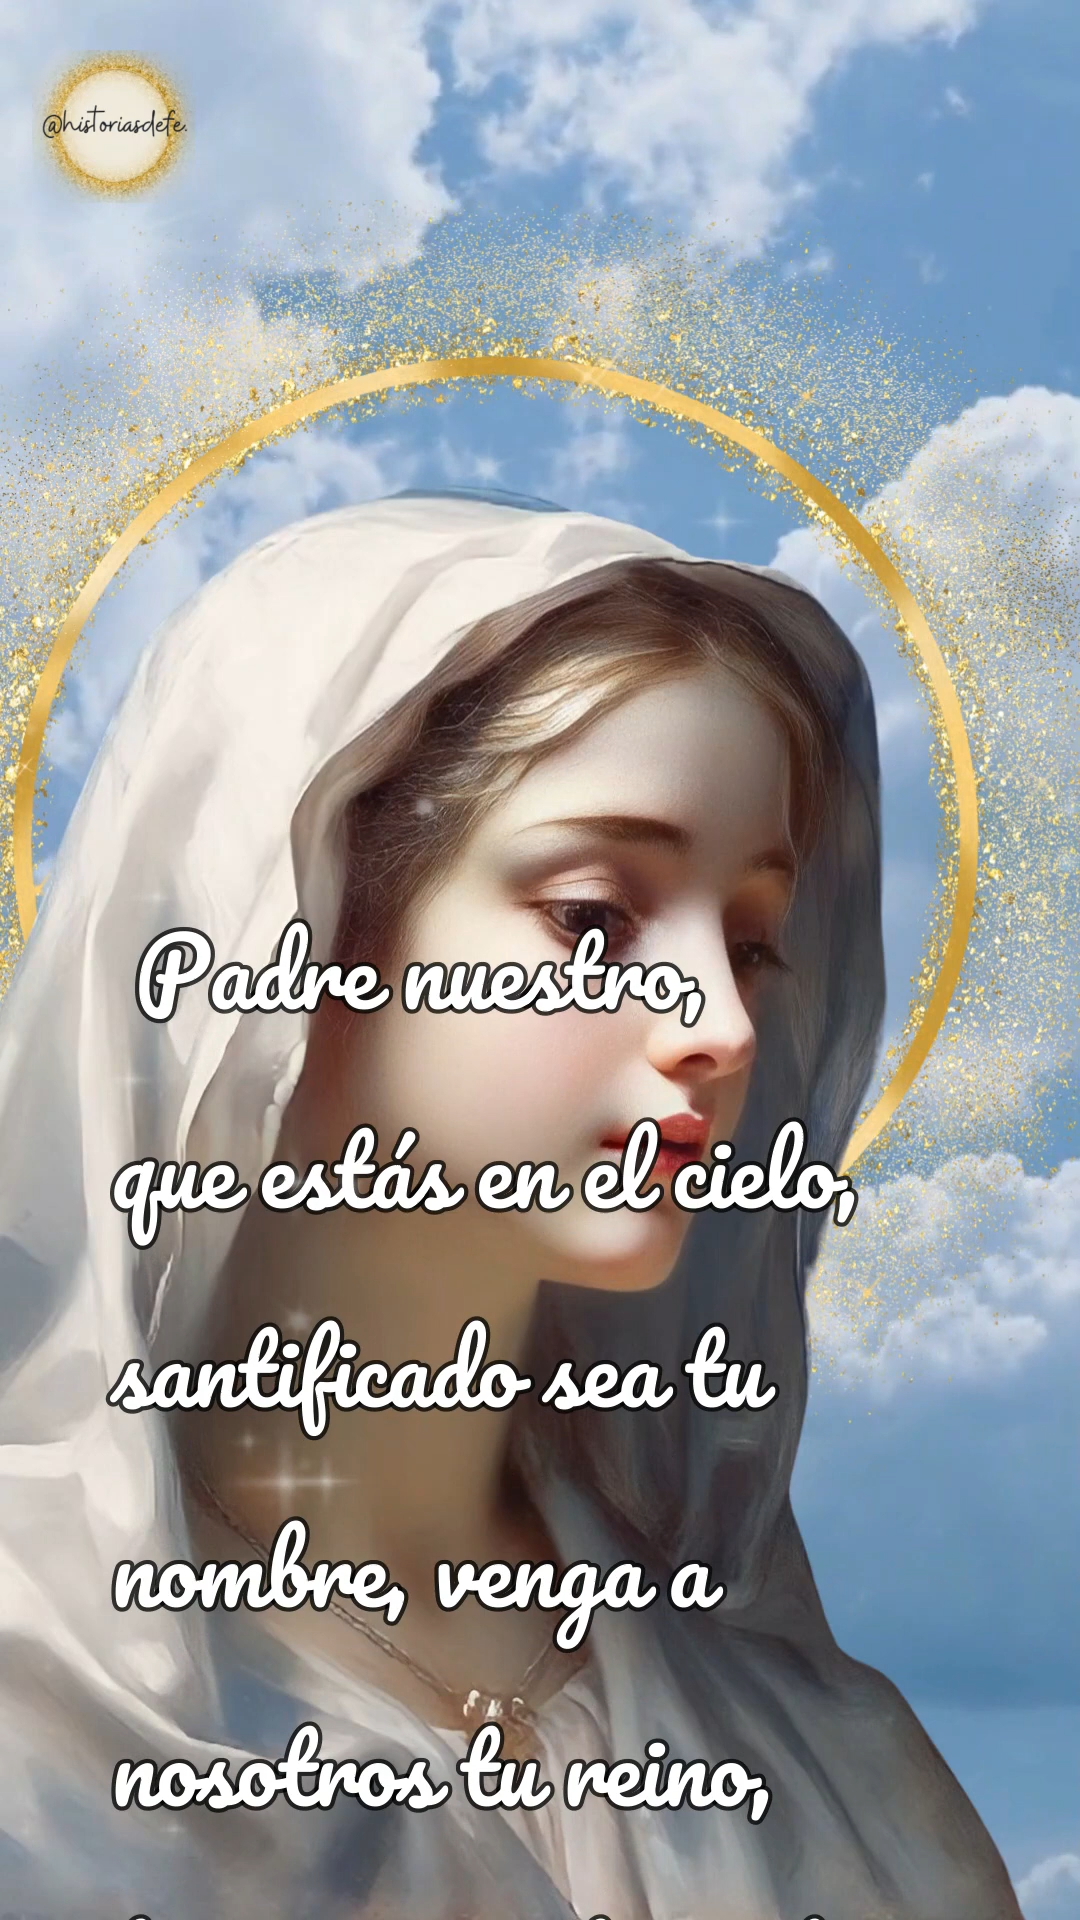 @historiasdefe.
Padre nuestro,
que estás en el cielo,
santificado sea tu
nombre, venga a
nosotros tu reino,